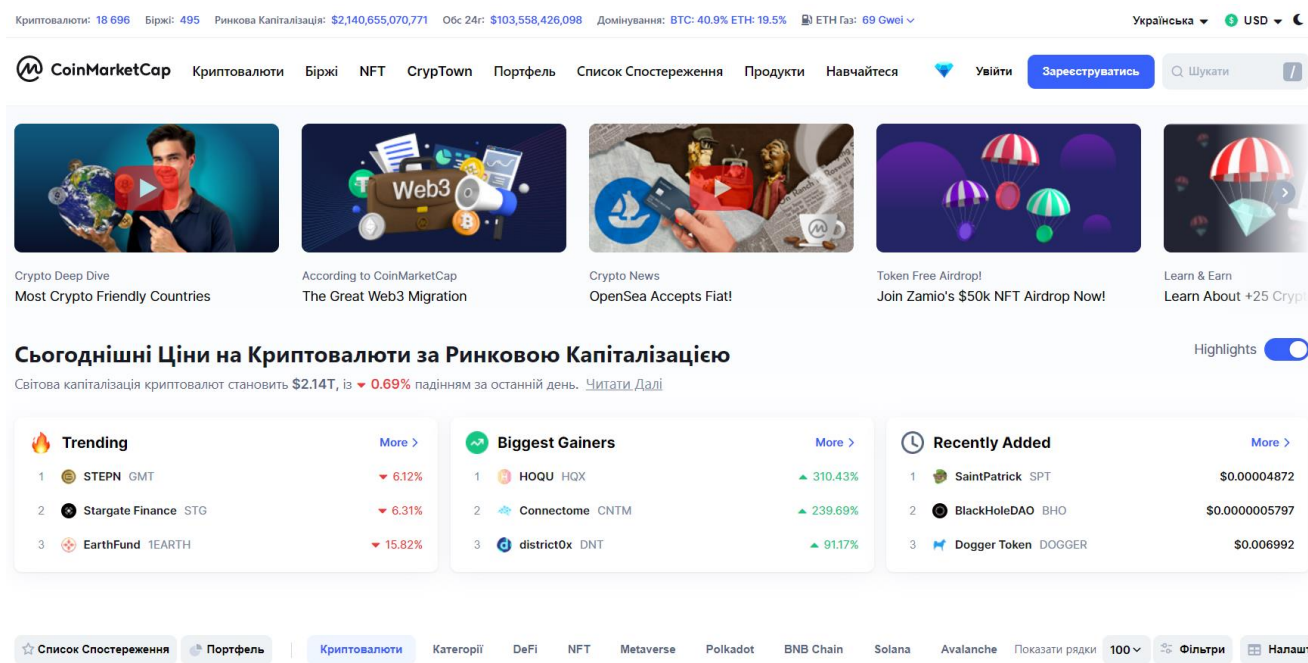 Криптовалюти: 18 696 Біржі: 495 Ринкова Капіталізація: $2,140,655,070,771 Обс 24г: $103,558,426,098 Домінування: BTC: 40.9% ETH: 19.5% ETH Газ: 69 Gwei Українська USD
CoinMarketCap Криптовалюти Біржі NFT CrypTown Портфель Список Спостереження Продукти Навчайтеся Увійти Зареєструватись Шукати /
Web3
Crypto Deep Dive According to CoinMarketCap Crypto News Token Free Airdrop! Learn & Earn
Most Crypto Friendly Countries The Great Web3 Migration OpenSea Accepts Fiat! Join Zamio's $50k NFT Airdrop Now! Learn About +25 Crypt
Сьогоднішні Ціни на Криптовалюти за Ринковою Капіталізацією Highlights
Світова капіталізація криптовалют становить $2.14T, із 0.69% падінням за останній день. Читати Далі
Trending More > Biggest Gainers More > Recently Added More >
1 STEPN GMT 6.12% 1 HOQU HQX 310.43% 1 SaintPatrick SPT $0.00004872
2 Stargate Finance STG 6.31% 2 Connectome CNTM 239.69% 2 BlackHoleDAO BHO $0.0000005797
3 EarthFund 1EARTH 15.82% 3 district0x DNT 91.17% 3 Dogger Token DOGGER $0.006992
Список Спостереження Портфель Криптовалюти Категорії DeFi NFT Metaverse Polkadot BNB Chain Solana Avalanche Показати рядки 100 Фільтри Налашт